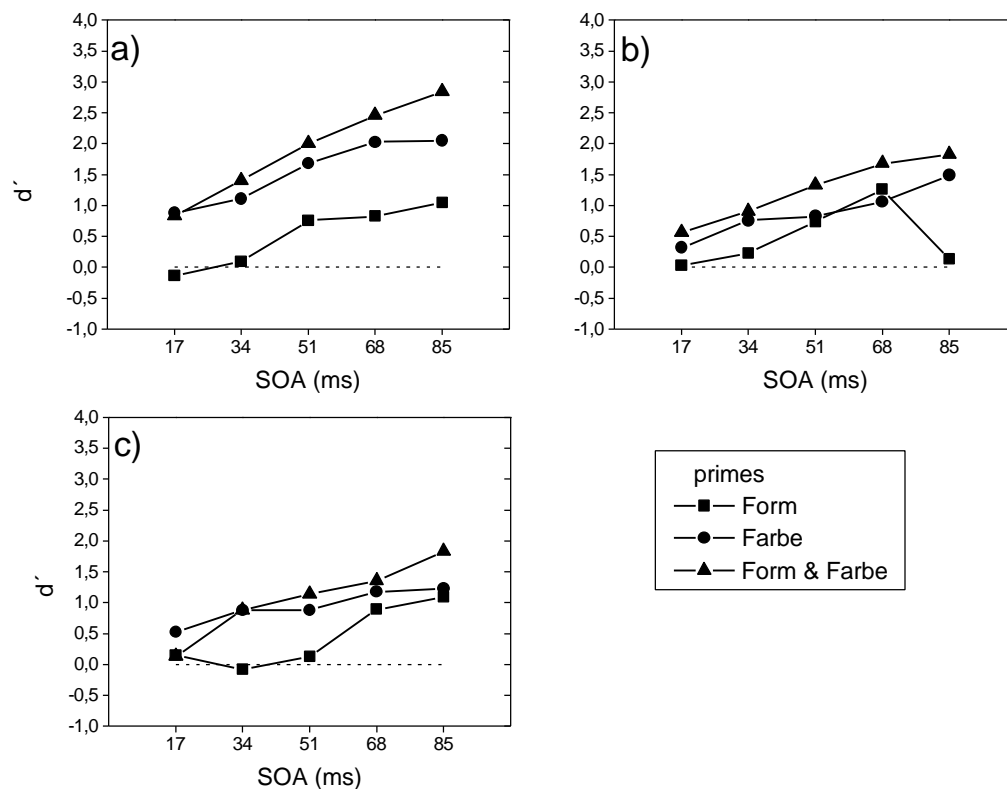 a)
4,0
3,5
3,0
2,5
2,0
1,5
1,0
0,5
0,0
-0,5
-1,0
d´
17 34 51 68 85
SOA (ms)
b)
4,0
3,5
3,0
2,5
2,0
1,5
1,0
0,5
0,0
-0,5
-1,0
17 34 51 68 85
SOA (ms)
c)
4,0
3,5
3,0
2,5
2,0
1,5
1,0
0,5
0,0
-0,5
-1,0
d´
17 34 51 68 85
SOA (ms)
primes
Form
Farbe
Form & Farbe